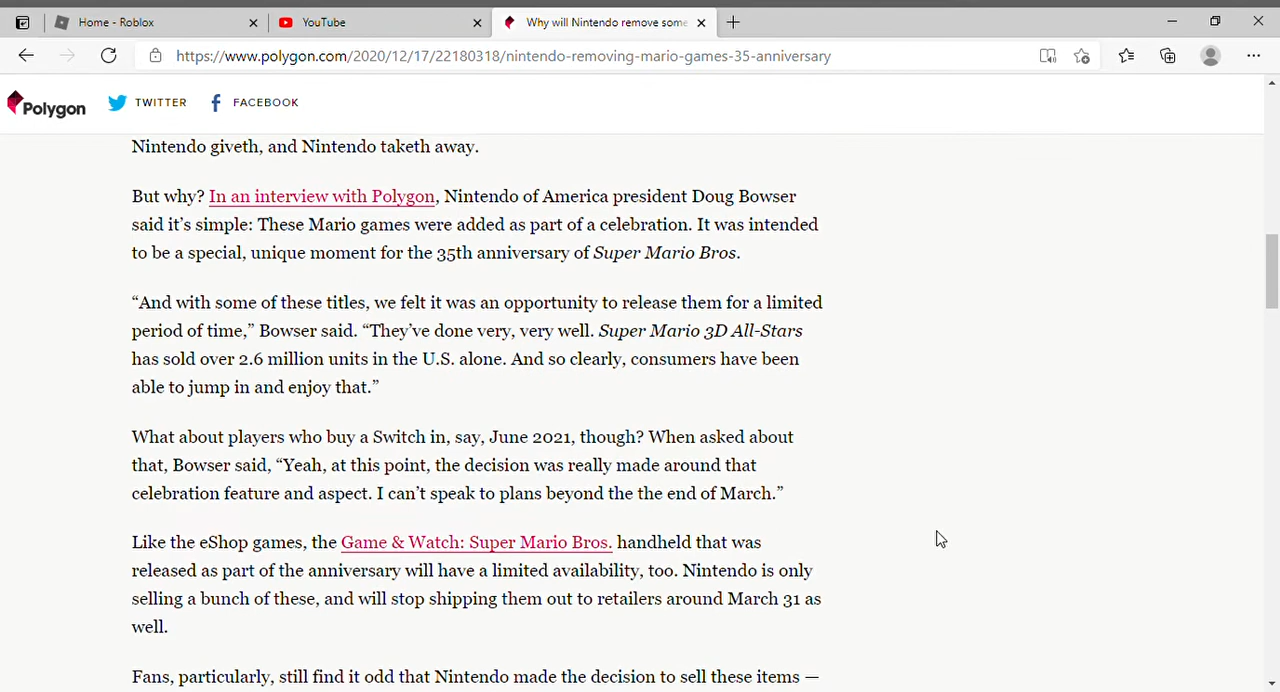 Home - Roblox
YouTube
Why will Nintendo remove some
https://www.polygon.com/2020/12/17/22180318/nintendo-removing-mario-games-35-anniversary
Polygon
TWITTER
FACEBOOK
Nintendo giveth, and Nintendo taketh away.
But why? In an interview with Polygon, Nintendo of America president Doug Bowser
said it’s simple: These Mario games were added as part of a celebration. It was intended
to be a special, unique moment for the 35th anniversary of Super Mario Bros.
“And with some of these titles, we felt it was an opportunity to release them for a limited
period of time,” Bowser said. “They’ve done very, very well. Super Mario 3D All-Stars
has sold over 2.6 million units in the U.S. alone. And so clearly, consumers have been
able to jump in and enjoy that.”
What about players who buy a Switch in, say, June 2021, though? When asked about
that, Bowser said, “Yeah, at this point, the decision was really made around that
celebration feature and aspect. I can’t speak to plans beyond the the end of March.”
Like the eShop games, the Game & Watch: Super Mario Bros. handheld that was
released as part of the anniversary will have a limited availability, too. Nintendo is only
selling a bunch of these, and will stop shipping them out to retailers around March 31 as
well.
Fans, particularly, still find it odd that Nintendo made the decision to sell these items —